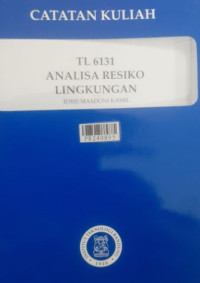 CATATAN KULIAH
TL 6131
ANALISA RESIKO
LINGKUNGAN